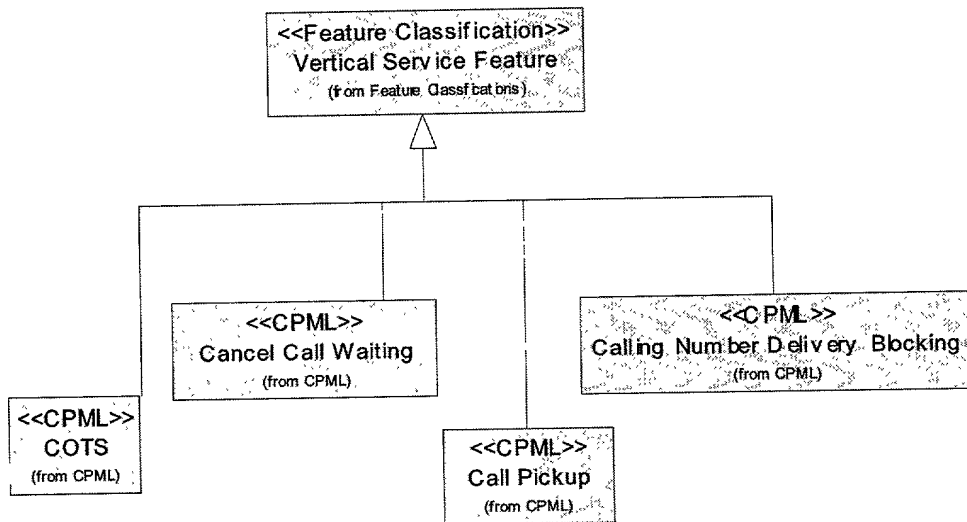 <<Feature Classification>>
Vertical Service Feature
(from Feature Classfications)
<<CPML>>
Cancel Call Waiting
(from CPML)
<<CPML>>
Calling Number Delivery Blocking
(from CPML)
<<CPML>>
COTS
(from CPML)
<<CPML>>
Call Pickup
(from CPML)